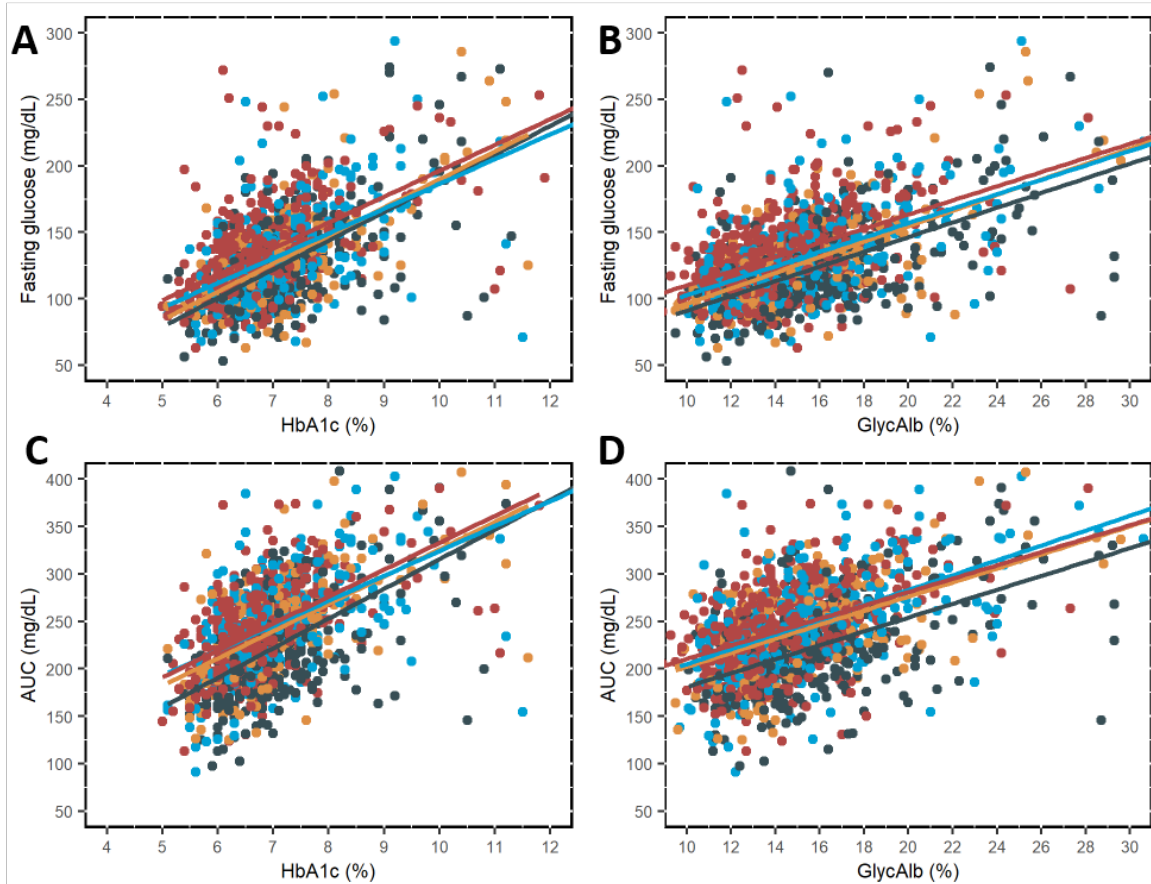 A
Fasting glucose (mg/dL)
300
250
200
150
100
50
4 5 6 7 8 9 10 11 12
HbA1c (%)
B
Fasting glucose (mg/dL)
300
250
200
150
100
50
10 12 14 16 18 20 22 24 26 28 30
GlycAlb (%)
C
AUC (mg/dL)
400
350
300
250
200
150
100
50
4 5 6 7 8 9 10 11 12
HbA1c (%)
D
AUC (mg/dL)
400
350
300
250
200
150
100
50
10 12 14 16 18 20 22 24 26 28 30
GlycAlb (%)